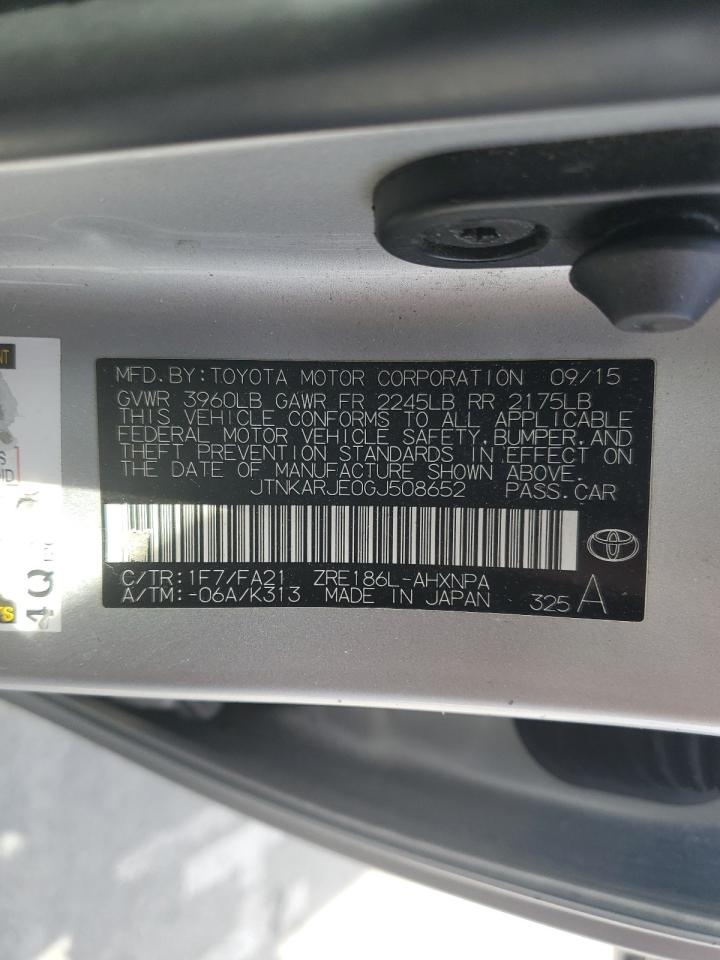 MFD. BY: TOYOTA MOTOR CORPORATION 09/15
GVWR 3960LB GAWR FR 2245LB RR 2175LB
THIS VEHICLE CONFORMS TO ALL APPLICABLE
FEDERAL MOTOR VEHICLE SAFETY, BUMPER, AND
THEFT PREVENTION STANDARDS IN EFFECT ON
THE DATE OF MANUFACTURE SHOWN ABOVE.
JTNKARJE0GJ508652 PASS. CAR
C/TR: 1F7/FA21 ZRE186L-AHXNPA
A/TM: -06A/K313 MADE IN JAPAN 325 A
4Q